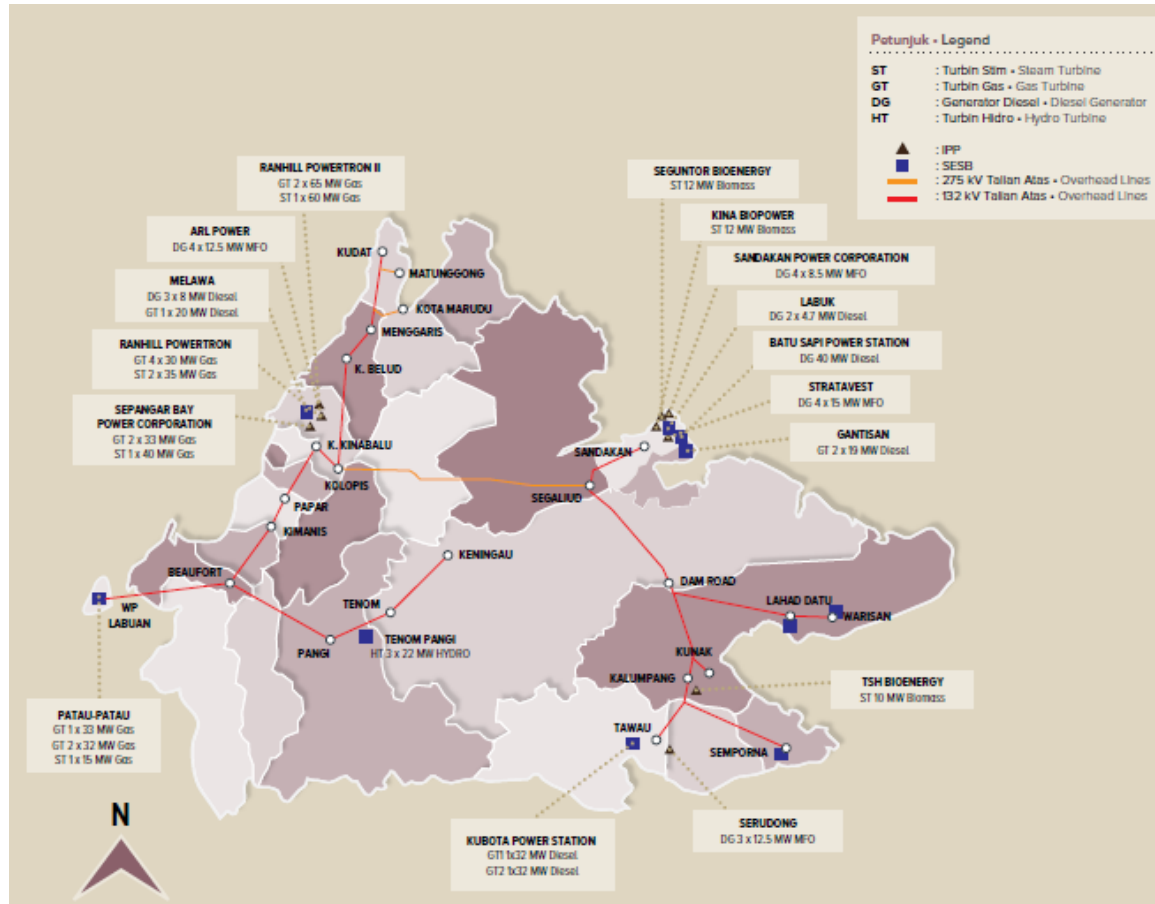 Petunjuk • Legend
ST : Turbin Stim • Steam Turbine
GT : Turbin Gas • Gas Turbine
DG : Generator Diesel • Diesel Generator
HT : Turbin Hidro • Hydro Turbine
: IPP
: SESB
: 275 kV Talian Atas • Overhead Lines
: 132 kV Talian Atas • Overhead Lines
RANHILL POWERTRON II
GT 2 x 65 MW Gas
ST 1 x 60 MW Gas
ARL POWER
DG 4 x 12.5 MW MFO
MELAWA
DG 3 x 8 MW Diesel
GT 1 x 20 MW Diesel
RANHILL POWERTRON
GT 4 x 30 MW Gas
ST 2 x 35 MW Gas
SEPANGAR BAY
POWER CORPORATION
GT 2 x 33 MW Gas
ST 1 x 40 MW Gas
SEGUNTOR BIOENERGY
ST 12 MW Biomass
KINA BIOPOWER
ST 12 MW Biomass
SANDAKAN POWER CORPORATION
DG 4 x 8.5 MW MFO
LABUK
DG 2 x 4.7 MW Diesel
BATU SAPI POWER STATION
DG 40 MW Diesel
STRATAVEST
DG 4 x 15 MW MFO
GANTISAN
GT 2 x 19 MW Diesel
KUDAT
MATUNGGONG
KOTA MARUDU
MENGGARIS
K. BELUD
K. KINABALU
KOLOPIS
PAPAR
KIMANIS
BEAUFORT
WP
LABUAN
SANDAKAN
SEGALIUD
KENINGAU
TENOM
PANGI
TENOM PANGI
HT 3 x 22 MW HYDRO
DAM ROAD
LAHAD DATU
WARISAN
KUNAK
KALUMPANG
TAWAU
SEMPORNA
TSH BIOENERGY
ST 10 MW Biomass
PATAU-PATAU
GT 1 x 33 MW Gas
GT 2 x 32 MW Gas
ST 1 x 15 MW Gas
KUBOTA POWER STATION
GT1 1x32 MW Diesel
GT2 1x32 MW Diesel
SERUDONG
DG 3 x 12.5 MW MFO
N